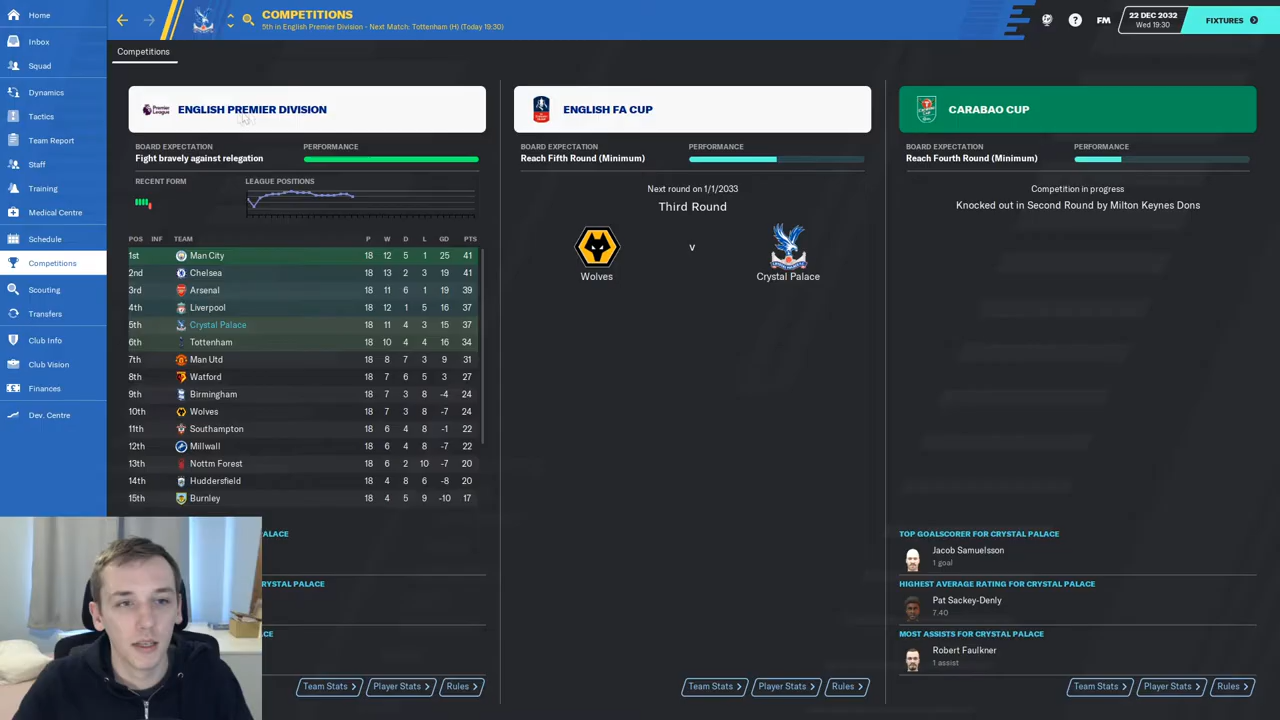 COMPETITIONS
5th in English Premier Division - Next Match: Tottenham (H) (Today 19:30)
FM
22 DEC 2032
Wed 19:30
FIXTURES
Home
Inbox
Squad
Dynamics
Tactics
Team Report
Staff
Training
Medical Centre
Schedule
Competitions
Scouting
Transfers
Club Info
Club Vision
Finances
Dev. Centre
Competitions
Premier League
ENGLISH PREMIER DIVISION
BOARD EXPECTATION PERFORMANCE
Fight bravely against relegation
RECENT FORM LEAGUE POSITIONS
POS INF TEAM P W D L GD PTS
1st Man City 18 12 5 1 25 41
2nd Chelsea 18 13 2 3 19 41
3rd Arsenal 18 11 6 1 19 39
4th Liverpool 18 12 1 5 16 37
5th Crystal Palace 18 11 4 3 15 37
6th Tottenham 18 10 4 4 16 34
7th Man Utd 18 8 7 3 9 31
8th Watford 18 7 6 5 3 27
9th Birmingham 18 7 3 8 -4 24
10th Wolves 18 7 3 8 -7 24
11th Southampton 18 6 4 8 -1 22
12th Millwall 18 6 4 8 -7 22
13th Nottm Forest 18 6 2 10 -7 20
14th Huddersfield 18 4 8 6 -8 20
15th Burnley 18 4 5 9 -10 17
ALACE
RYSTAL PALACE
ACE
Team Stats
Player Stats
Rules
ENGLISH FA CUP
BOARD EXPECTATION PERFORMANCE
Reach Fifth Round (Minimum)
Next round on 1/1/2033
Third Round
v
Wolves
Crystal Palace
Team Stats
Player Stats
Rules
CARABAO CUP
BOARD EXPECTATION PERFORMANCE
Reach Fourth Round (Minimum)
Competition in progress
Knocked out in Second Round by Milton Keynes Dons
TOP GOALSCORER FOR CRYSTAL PALACE
Jacob Samuelsson
1 goal
HIGHEST AVERAGE RATING FOR CRYSTAL PALACE
Pat Sackey-Denly
7.40
MOST ASSISTS FOR CRYSTAL PALACE
Robert Faulkner
1 assist
Team Stats
Player Stats
Rules